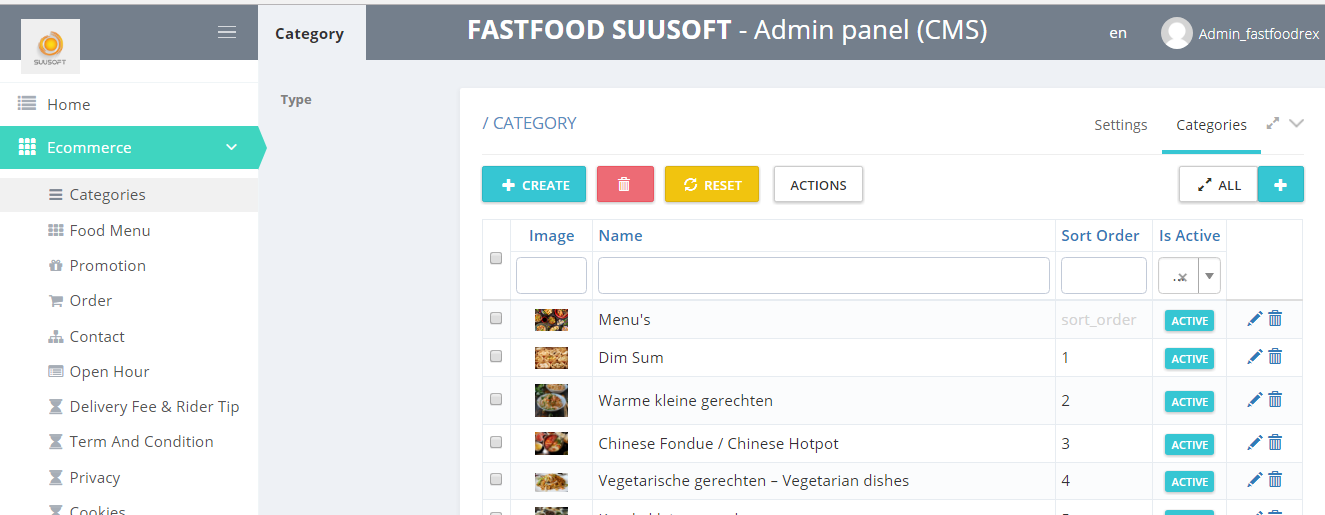 SUUSOFT
Category
FASTFOOD SUUSOFT - Admin panel (CMS)
en
Admin_fastfoodrex
Home
Ecommerce
Categories
Food Menu
Promotion
Order
Contact
Open Hour
Delivery Fee & Rider Tip
Term And Condition
Privacy
Cookies
Type
/ CATEGORY
Settings
Categories
CREATE
RESET
ACTIONS
ALL
Image Name Sort Order Is Active
Menu's sort_order ACTIVE
Dim Sum 1 ACTIVE
Warme kleine gerechten 2 ACTIVE
Chinese Fondue / Chinese Hotpot 3 ACTIVE
Vegetarische gerechten – Vegetarian dishes 4 ACTIVE